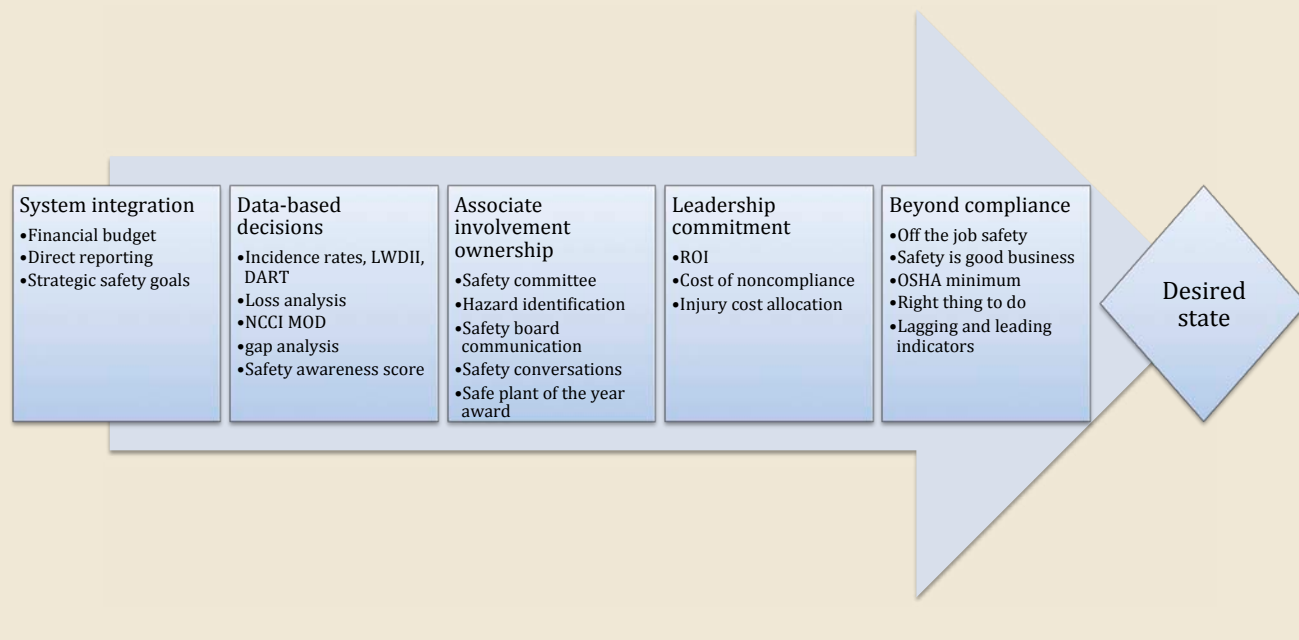 System integration
•Financial budget
•Direct reporting
•Strategic safety goals
Data-based
decisions
•Incidence rates, LWDII,
DART
•Loss analysis
•NCCI MOD
•gap analysis
•Safety awareness score
Associate
involvement
ownership
•Safety committee
•Hazard identification
•Safety board
communication
•Safety conversations
•Safe plant of the year
award
Leadership
commitment
•ROI
•Cost of noncompliance
•Injury cost allocation
Beyond compliance
•Off the job safety
•Safety is good business
•OSHA minimum
•Right thing to do
•Lagging and leading
indicators
Desired
state